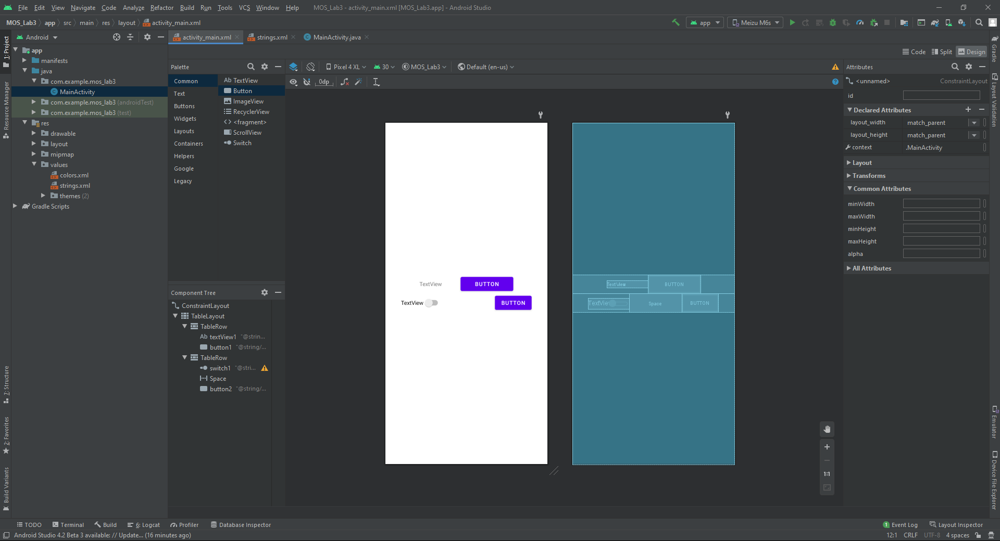 File Edit View Navigate Code Analyze Refactor Build Run Tools VCS Window Help MOS_Lab3 - activity_main.xml [MOS_Lab3.app] - Android Studio
MOS_Lab3 app src main res layout activity_main.xml
app Meizu M6s
Android
activity_main.xml strings.xml MainActivity.java
Code Split Design
1: Project
Resource Manager
7: Structure
2: Favorites
Build Variants
app
manifests
java
com.example.mos_lab3
MainActivity
com.example.mos_lab3 (androidTest)
com.example.mos_lab3 (test)
res
drawable
layout
mipmap
values
colors.xml
strings.xml
themes (2)
Gradle Scripts
Palette
Common
Text
Buttons
Widgets
Layouts
Containers
Helpers
Google
Legacy
Ab TextView
Button
ImageView
RecyclerView
<> <fragment>
ScrollView
Switch
Component Tree
ConstraintLayout
TableLayout
TableRow
Ab textView1 "@strin...
button1 "@string/...
TableRow
switch1 "@stri...
Space
button2 "@string/...
Pixel 4 XL 30 MOS_Lab3 Default (en-us)
0dp
TextView BUTTON
TextView BUTTON
TextView BUTTON
TextView Space BUTTON
1:1
Attributes
<unnamed> ConstraintLayout
id
Declared Attributes
layout_width match_parent
layout_height match_parent
context .MainActivity
Layout
Transforms
Common Attributes
minWidth
maxWidth
minHeight
maxHeight
alpha
All Attributes
Gradle
Layout Validation
Emulator
Device File Explorer
TODO Terminal Build 6: Logcat Profiler Database Inspector 1 Event Log Layout Inspector
Android Studio 4.2 Beta 3 available: // Update... (16 minutes ago) 12:1 CRLF UTF-8 4 spaces